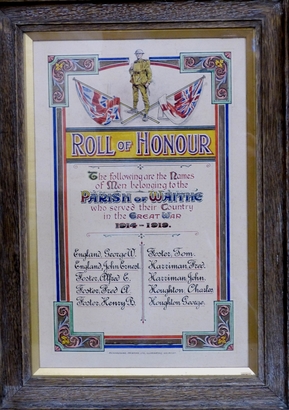 ROLL OF HONOUR
The following are the Names
of Men belonging to the
PARISH OF WAITHE
who served their Country
in the GREAT WAR
1914-1919.
England, George W.
England, John Ernest.
Foster, Alfred E.
Foster, Fred A.
Foster, Henry B.
Foster, Tom.
Harriman, Fred.
Harriman, John.
Houghton, Charles.
Houghton, George.